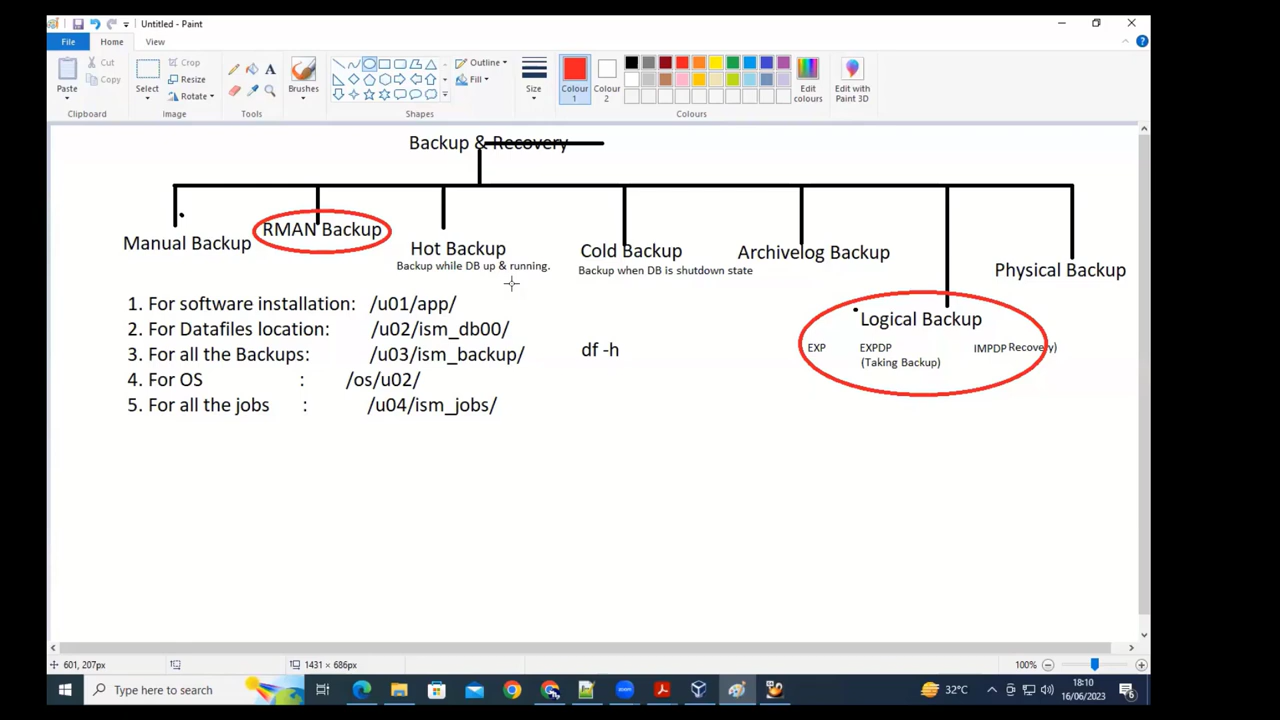 Untitled - Paint
File Home View
Paste
Cut
Copy
Clipboard
Select
Crop
Resize
Rotate
Image
Tools
Brushes
Outline
Fill
Shapes
Size
Colour 1
Colour 2
Edit colours
Colours
Edit with Paint 3D
Backup & Recovery
Manual Backup
RMAN Backup
Hot Backup
Backup while DB up & running.
Cold Backup
Backup when DB is shutdown state
Archivelog Backup
Physical Backup
Logical Backup
EXP EXPDP IMPDP Recovery)
(Taking Backup)
1. For software installation: /u01/app/
2. For Datafiles location: /u02/ism_db00/
3. For all the Backups: /u03/ism_backup/
4. For OS : /os/u02/
5. For all the jobs : /u04/ism_jobs/
df -h
601, 207px
1431 × 686px
100%
Type here to search
32°C
18:10
16/06/2023
6